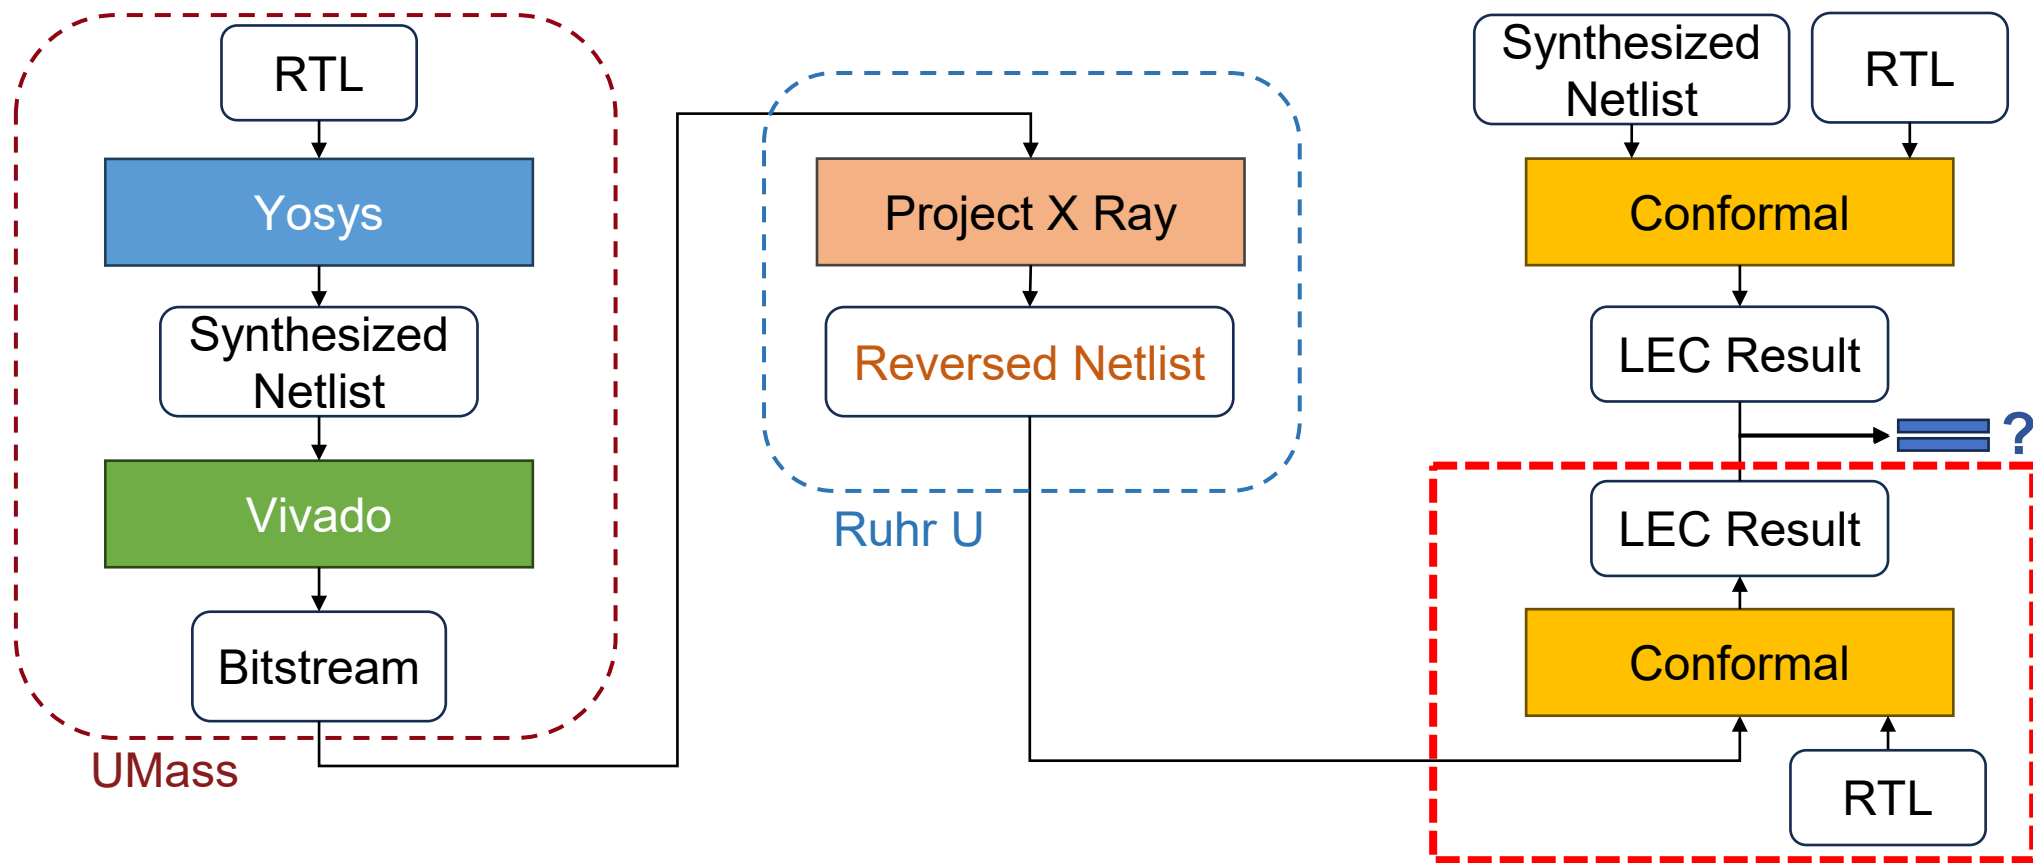 RTL
Yosys
Synthesized
Netlist
Vivado
Bitstream
UMass
Project X Ray
Reversed Netlist
Ruhr U
Synthesized
Netlist
RTL
Conformal
LEC Result
?
LEC Result
Conformal
RTL